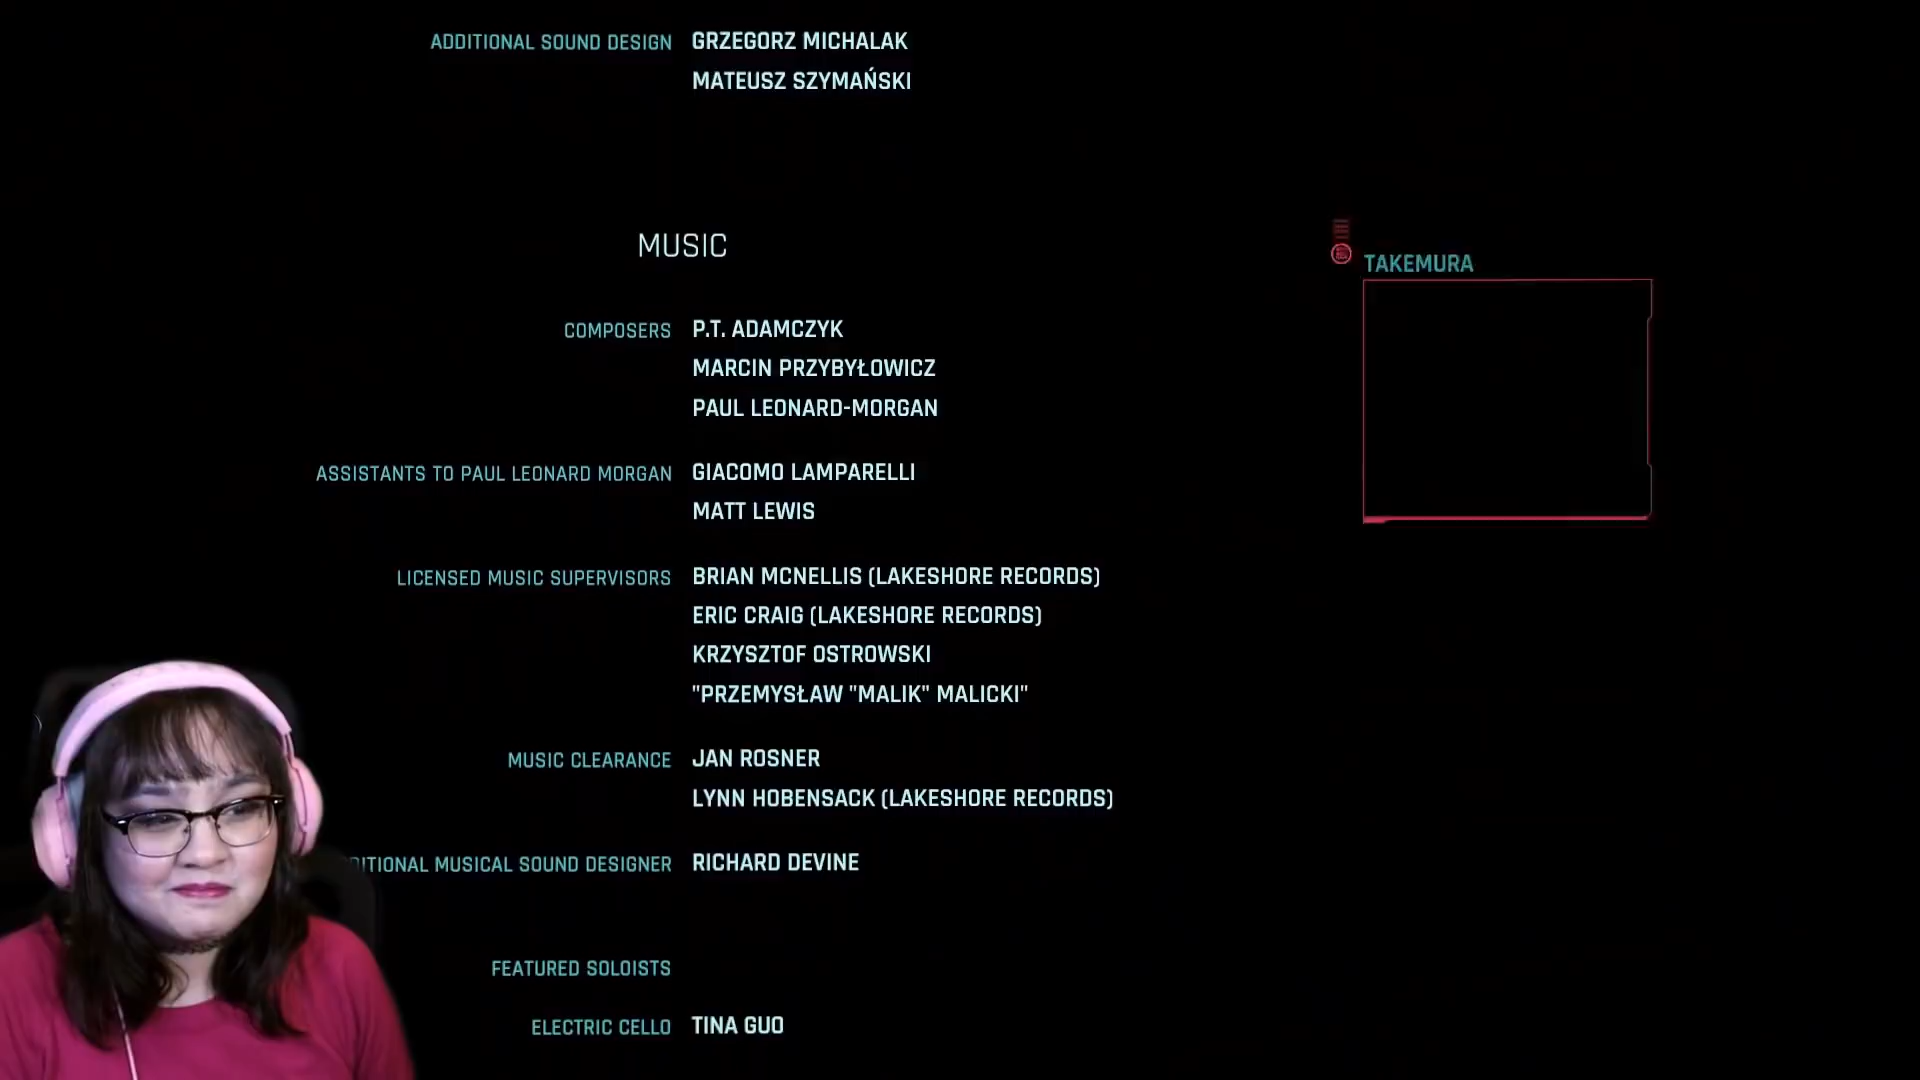 ADDITIONAL SOUND DESIGN GRZEGORZ MICHALAK
MATEUSZ SZYMAŃSKI
MUSIC
TAKEMURA
COMPOSERS P.T. ADAMCZYK
MARCIN PRZYBYŁOWICZ
PAUL LEONARD-MORGAN
ASSISTANTS TO PAUL LEONARD MORGAN GIACOMO LAMPARELLI
MATT LEWIS
LICENSED MUSIC SUPERVISORS BRIAN MCNELLIS (LAKESHORE RECORDS)
ERIC CRAIG (LAKESHORE RECORDS)
KRZYSZTOF OSTROWSKI
"PRZEMYSŁAW "MALIK" MALICKI"
MUSIC CLEARANCE JAN ROSNER
LYNN HOBENSACK (LAKESHORE RECORDS)
DITIONAL MUSICAL SOUND DESIGNER RICHARD DEVINE
FEATURED SOLOISTS
ELECTRIC CELLO TINA GUO